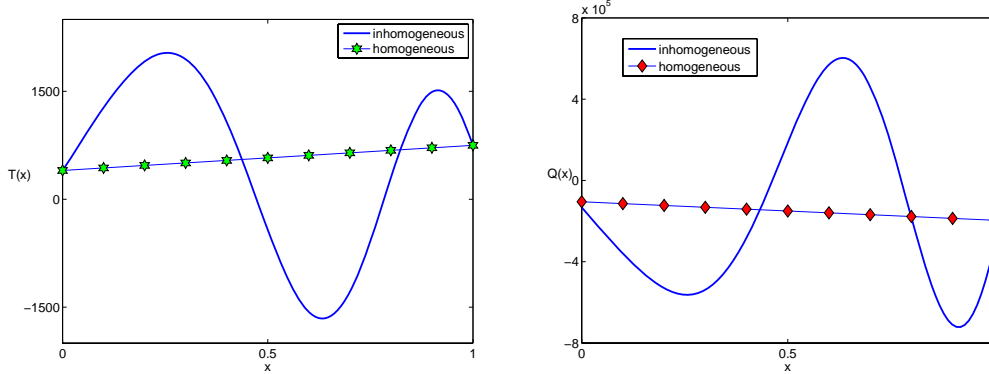 inhomogeneous
homogeneous
1500
T(x)
0
−1500
0
0.5
1
x
x 10^5
8
inhomogeneous
homogeneous
4
Q(x)
0
−4
−8
0
0.5
x